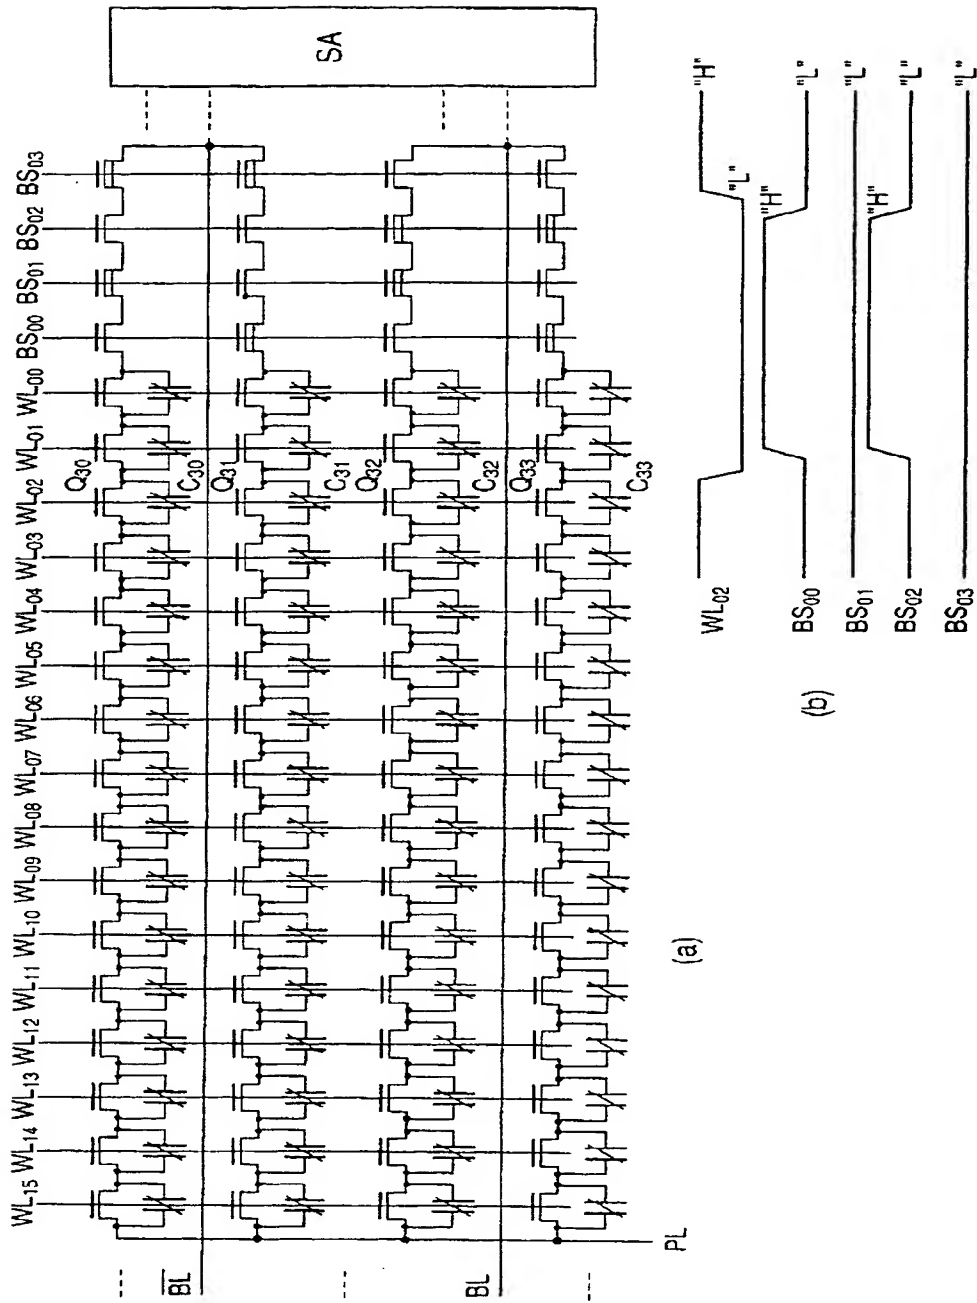 WL15 WL14 WL13 WL12 WL11 WL10 WL09 WL08 WL07 WL06 WL05 WL04 WL03 WL02 WL01 WL00 BS00 BS01 BS02 BS03
SA
Q30
C30
Q31
C31
Q32
C32
Q33
C33
BL
BL
PL
(a)
WL02 "L" "H"
BS00 "H" "L"
BS01 "L"
BS02 "H" "L"
BS03 "L"
(b)